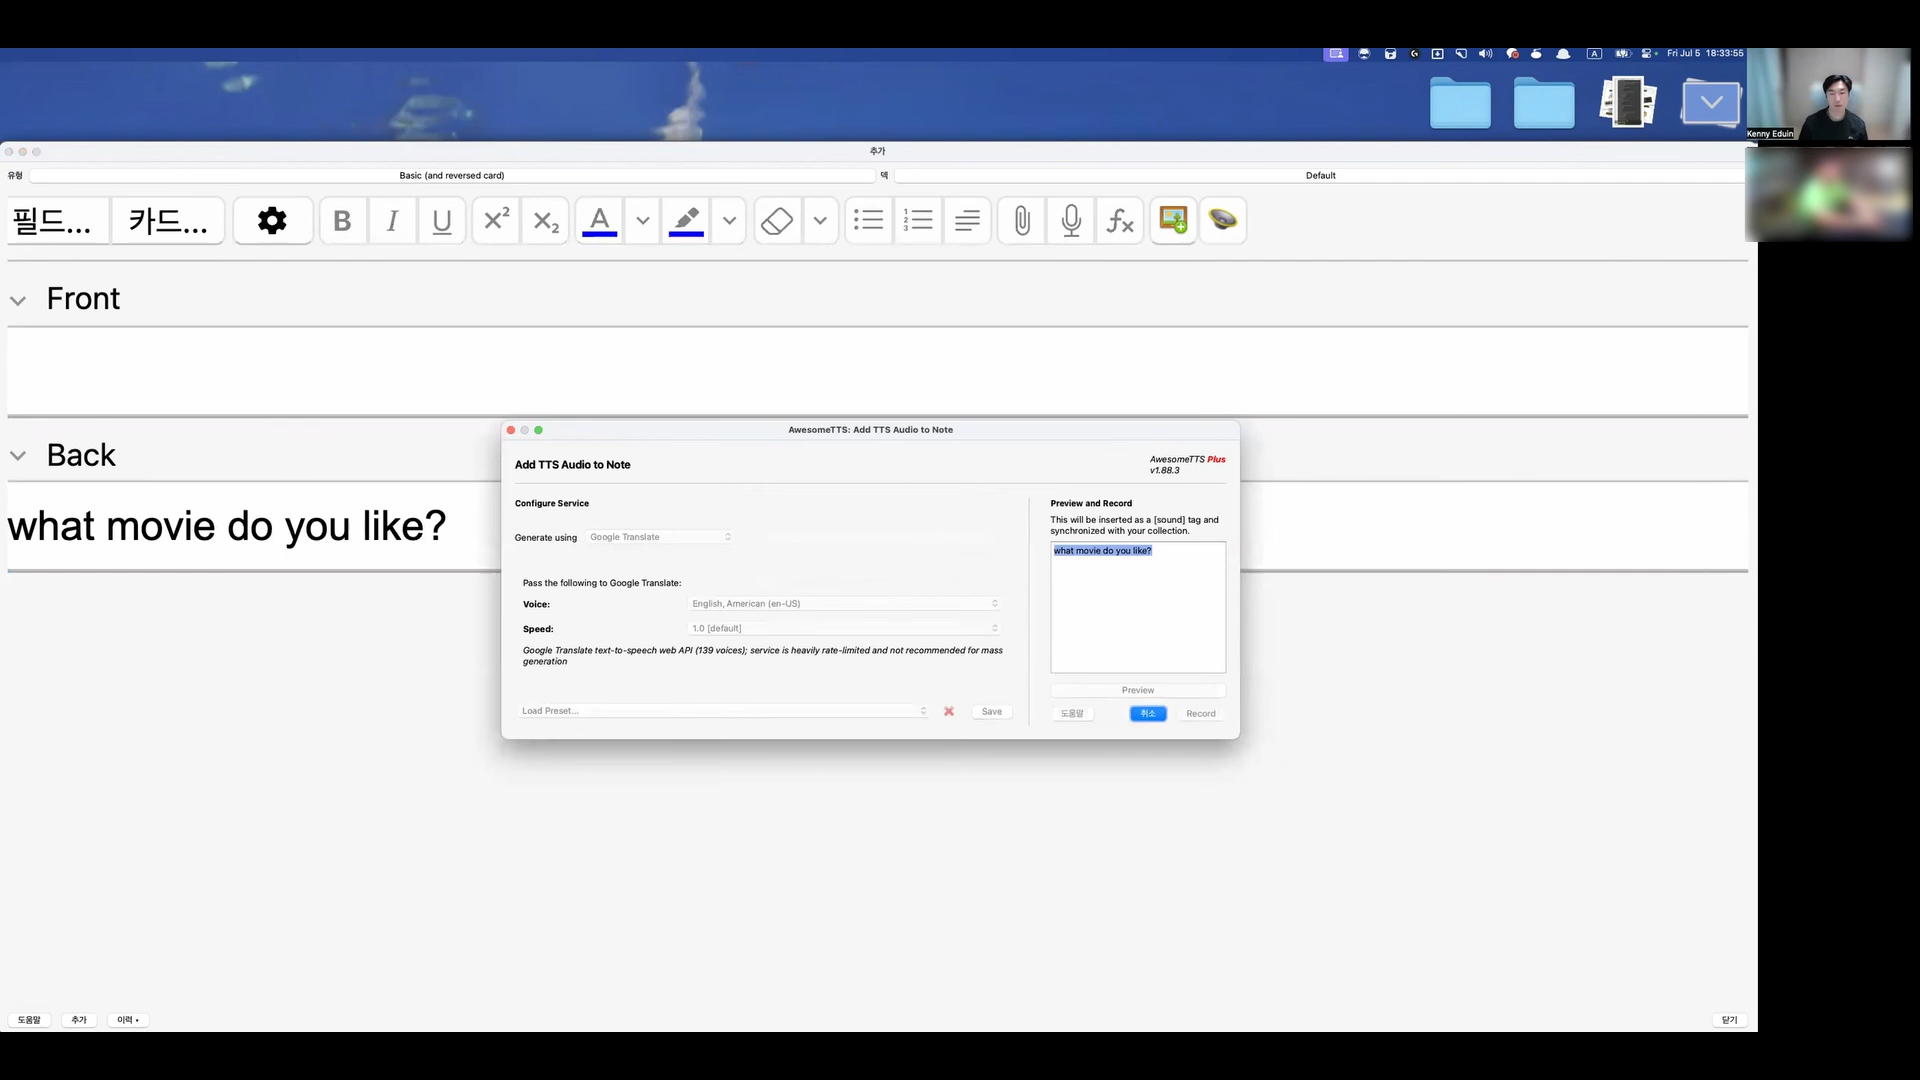 A
Fri Jul 5 18:33:55
Kenny Eduin
추가
유형
Basic (and reversed card)
덱
Default
필드...
카드...
B I U X² X₂ A
fx
Front
Back
what movie do you like?
AwesomeTTS: Add TTS Audio to Note
Add TTS Audio to Note
AwesomeTTS Plus
v1.88.3
Configure Service
Generate using
Google Translate
Pass the following to Google Translate:
Voice:
English, American (en-US)
Speed:
1.0 [default]
Google Translate text-to-speech web API (139 voices); service is heavily rate-limited and not recommended for mass
generation
Load Preset...
Save
Preview and Record
This will be inserted as a [sound] tag and
synchronized with your collection.
what movie do you like?
Preview
도움말
취소
Record
도움말
추가
이력
닫기